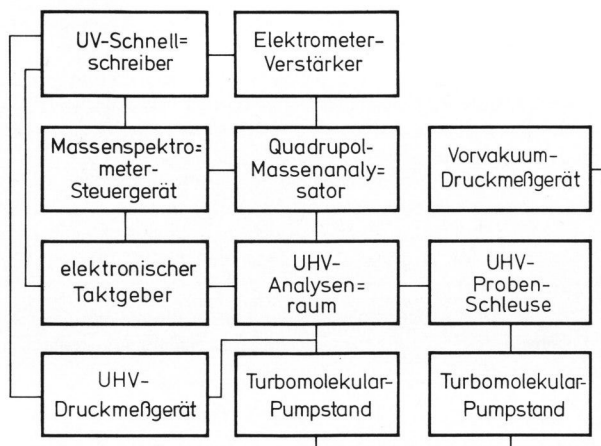 UV-Schnell=
schreiber
Elektrometer-
Verstärker
Massenspektro=
meter-
Steuergerät
Quadrupol-
Massenanaly=
sator
Vorvakuum-
Druckmeßgerät
elektronischer
Taktgeber
UHV-
Analysen=
raum
UHV-
Proben-
Schleuse
UHV-
Druckmeßgerät
Turbomolekular-
Pumpstand
Turbomolekular-
Pumpstand